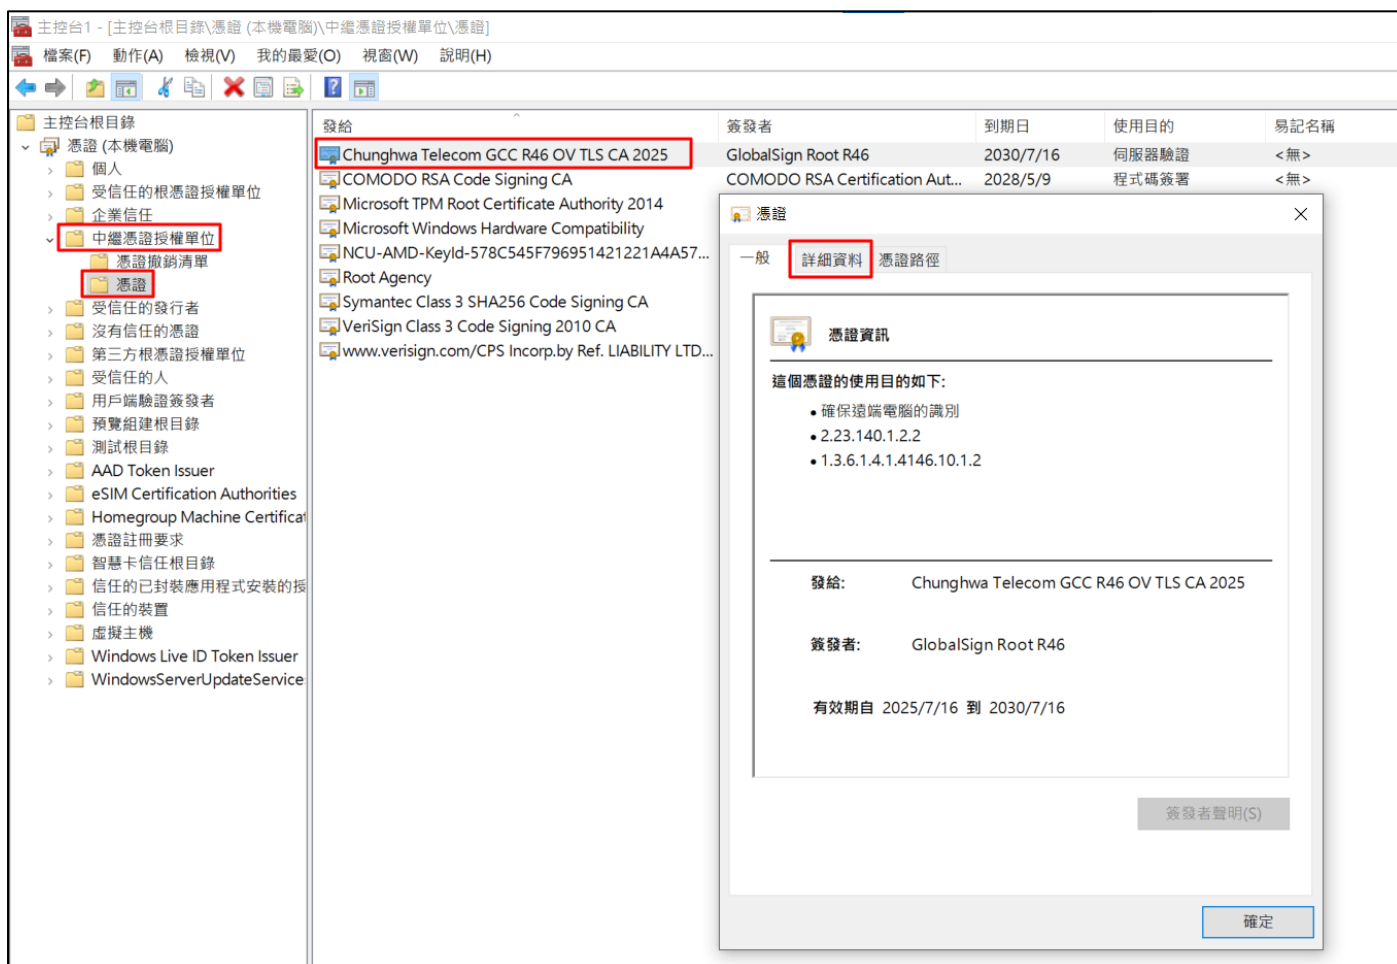 主控台1 - [主控台根目錄\憑證 (本機電腦)\中繼憑證授權單位\憑證]
檔案(F) 動作(A) 檢視(V) 我的最愛(O) 視窗(W) 說明(H)
主控台根目錄
憑證 (本機電腦)
個人
受信任的根憑證授權單位
企業信任
中繼憑證授權單位
憑證撤銷清單
憑證
受信任的發行者
沒有信任的憑證
第三方根憑證授權單位
受信任的人
用戶端驗證簽發者
預覽組建根目錄
測試根目錄
AAD Token Issuer
eSIM Certification Authorities
Homegroup Machine Certificat
憑證註冊要求
智慧卡信任根目錄
信任的已封裝應用程式安裝的授
信任的裝置
虛擬主機
Windows Live ID Token Issuer
WindowsServerUpdateService
發給 簽發者 到期日 使用目的 易記名稱
Chunghwa Telecom GCC R46 OV TLS CA 2025 GlobalSign Root R46 2030/7/16 伺服器驗證 <無>
COMODO RSA Code Signing CA COMODO RSA Certification Aut... 2028/5/9 程式碼簽署 <無>
Microsoft TPM Root Certificate Authority 2014
Microsoft Windows Hardware Compatibility
NCU-AMD-KeyId-578C545F796951421221A4A57...
Root Agency
Symantec Class 3 SHA256 Code Signing CA
VeriSign Class 3 Code Signing 2010 CA
www.verisign.com/CPS Incorp.by Ref. LIABILITY LTD...
憑證
一般 詳細資料 憑證路徑
憑證資訊
這個憑證的使用目的如下:
• 確保遠端電腦的識別
• 2.23.140.1.2.2
• 1.3.6.1.4.1.4146.10.1.2
發給: Chunghwa Telecom GCC R46 OV TLS CA 2025
簽發者: GlobalSign Root R46
有效期自 2025/7/16 到 2030/7/16
簽發者聲明(S)
確定